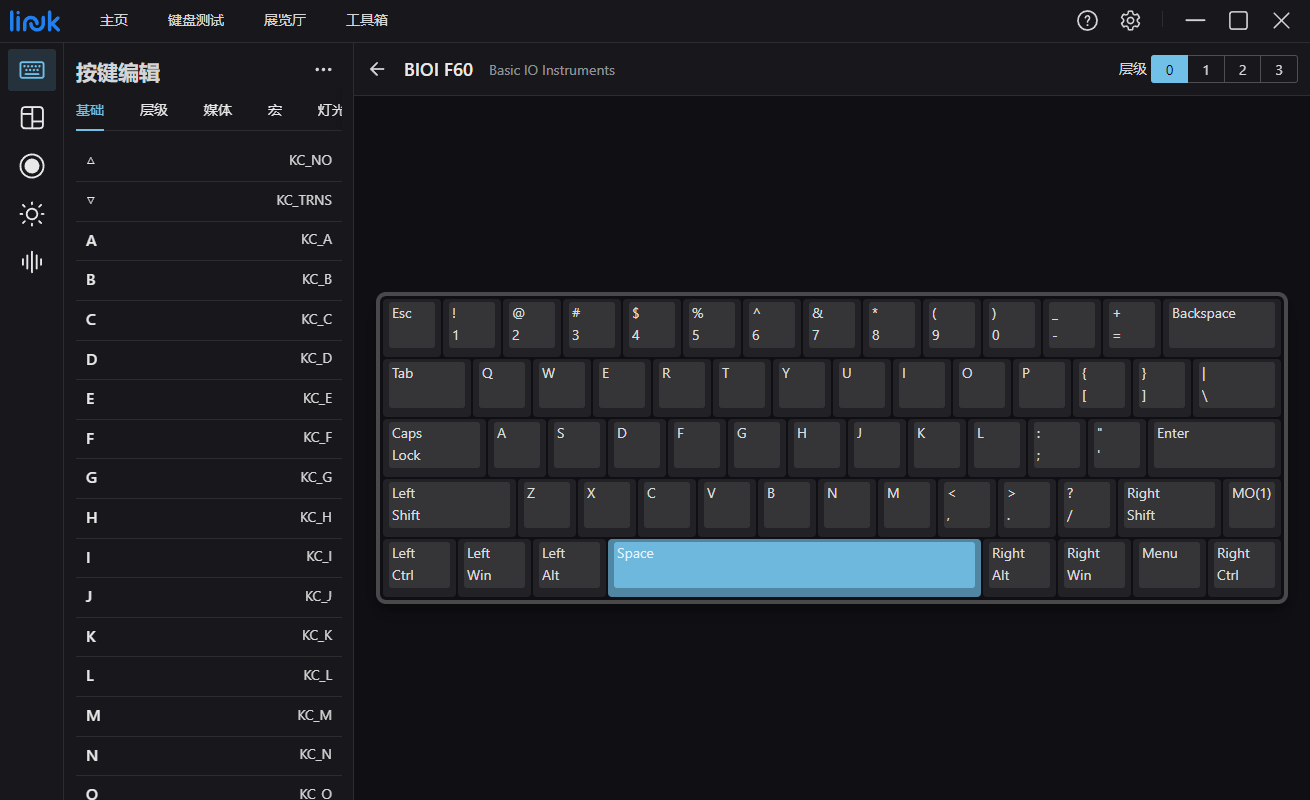 linok
主页 键盘测试 展览厅 工具箱
按键编辑
基础 层级 媒体 宏 灯光
KC_NO
KC_TRNS
A KC_A
B KC_B
C KC_C
D KC_D
E KC_E
F KC_F
G KC_G
H KC_H
I KC_I
J KC_J
K KC_K
L KC_L
M KC_M
N KC_N
O KC_O
BIOI F60 Basic IO Instruments
层级 0 1 2 3
Esc ! @ # $ % ^ & * ( ) _ + Backspace
1 2 3 4 5 6 7 8 9 0 - =
Tab Q W E R T Y U I O P { } |
[ ] \
Caps A S D F G H J K L : " Enter
Lock ; '
Left Z X C V B N M < > ? Right MO(1)
Shift , . / Shift
Left Left Left Space Right Right Menu Right
Ctrl Win Alt Alt Win Ctrl